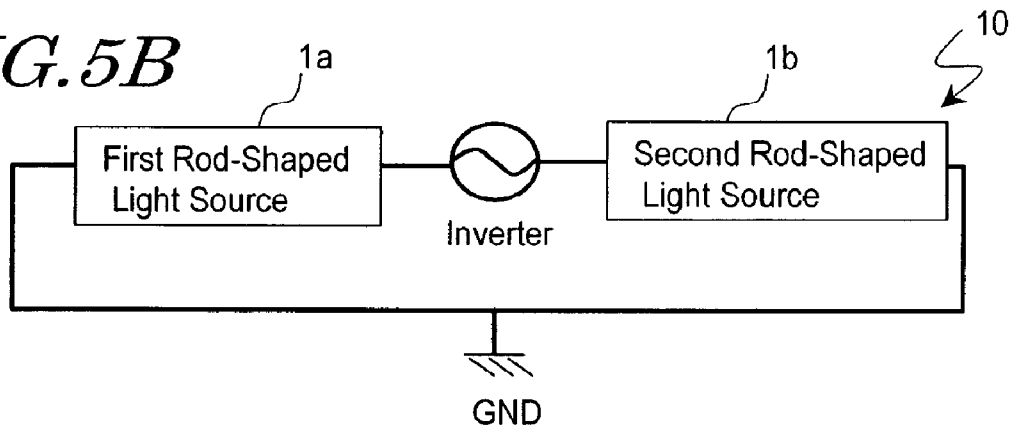 10
G.5B
1a
1b
First Rod-Shaped
Light Source
Second Rod-Shaped
Light Source
Inverter
GND